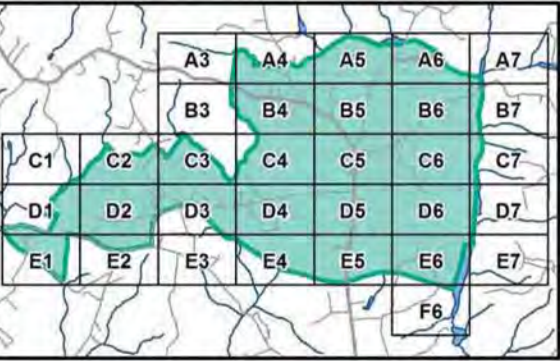 A3 A4 A5 A6 A7
B3 B4 B5 B6 B7
C1 C2 C3 C4 C5 C6 C7
D1 D2 D3 D4 D5 D6 D7
E1 E2 E3 E4 E5 E6 E7
F6